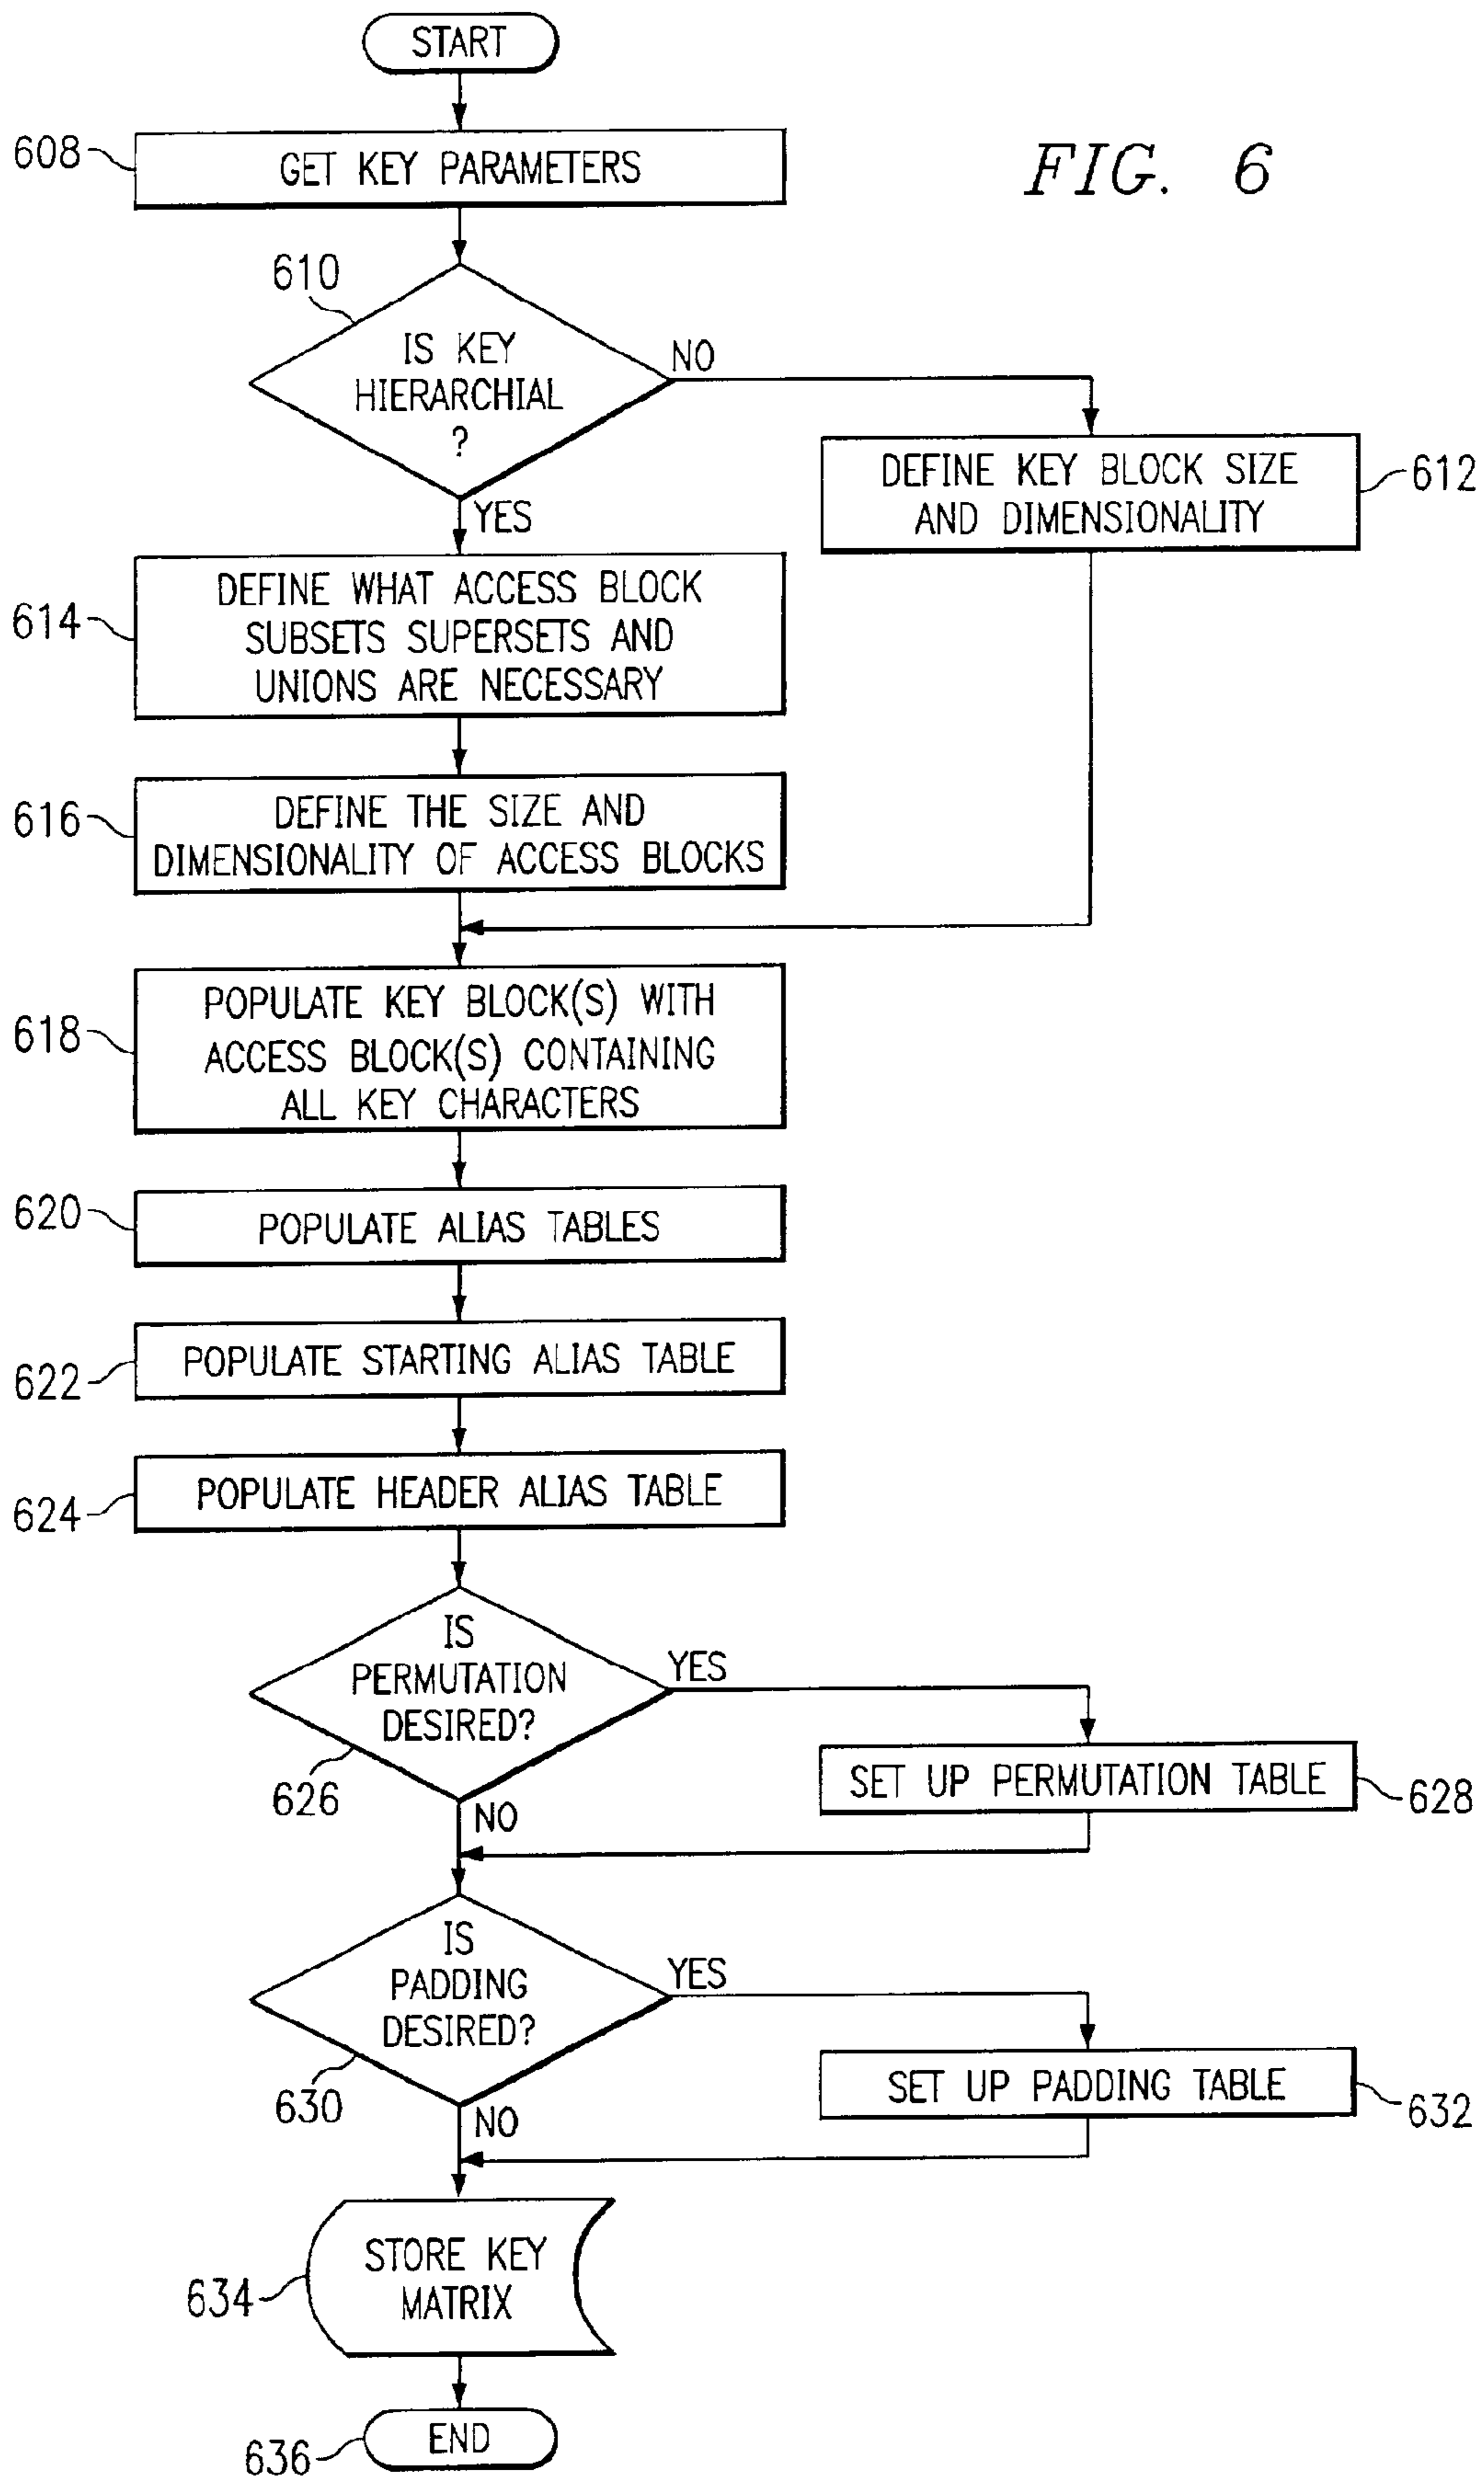 START
608
GET KEY PARAMETERS
FIG. 6
610
IS KEY
HIERARCHIAL
?
NO
YES
DEFINE KEY BLOCK SIZE
AND DIMENSIONALITY
612
614
DEFINE WHAT ACCESS BLOCK
SUBSETS SUPERSETS AND
UNIONS ARE NECESSARY
616
DEFINE THE SIZE AND
DIMENSIONALITY OF ACCESS BLOCKS
618
POPULATE KEY BLOCK(S) WITH
ACCESS BLOCK(S) CONTAINING
ALL KEY CHARACTERS
620
POPULATE ALIAS TABLES
622
POPULATE STARTING ALIAS TABLE
624
POPULATE HEADER ALIAS TABLE
IS
PERMUTATION
DESIRED?
YES
626
NO
SET UP PERMUTATION TABLE
628
IS
PADDING
DESIRED?
YES
630
NO
SET UP PADDING TABLE
632
STORE KEY
MATRIX
634
END
636